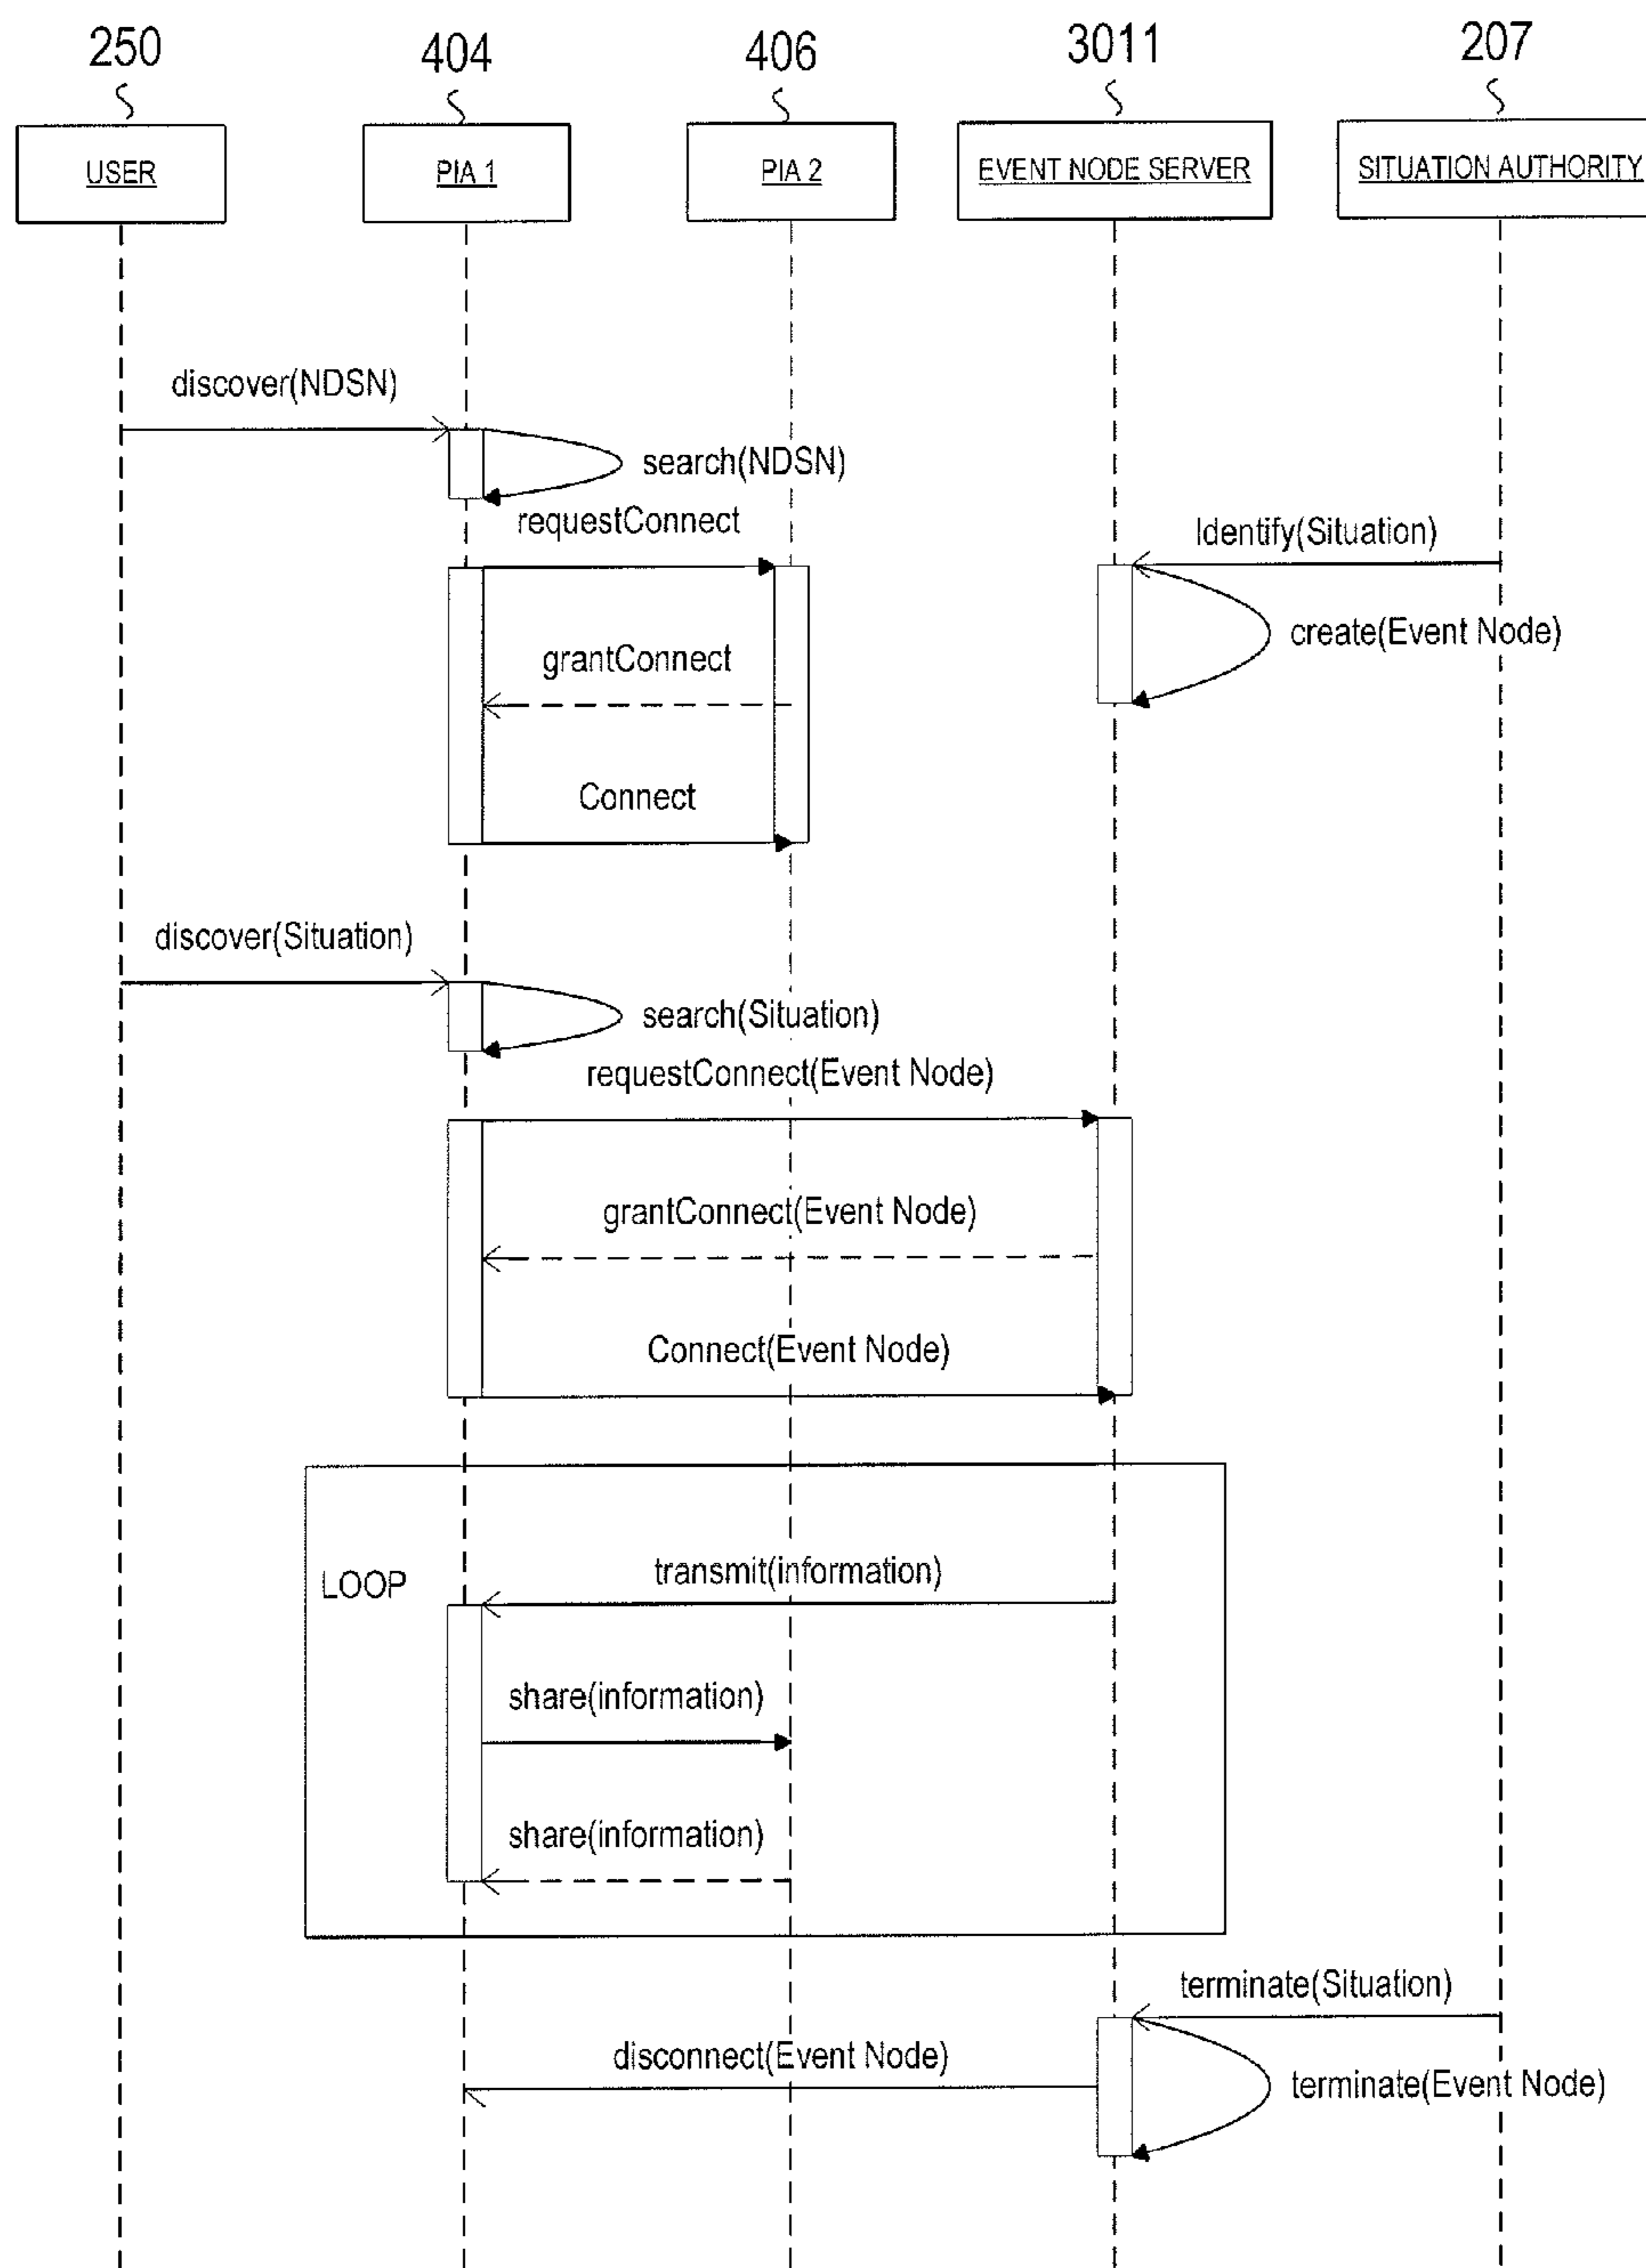 250
404
406
3011
207
USER
PIA 1
PIA 2
EVENT NODE SERVER
SITUATION AUTHORITY
discover(NDSN)
search(NDSN)
requestConnect
Identify(Situation)
create(Event Node)
grantConnect
Connect
discover(Situation)
search(Situation)
requestConnect(Event Node)
grantConnect(Event Node)
Connect(Event Node)
LOOP
transmit(information)
share(information)
share(information)
terminate(Situation)
disconnect(Event Node)
terminate(Event Node)